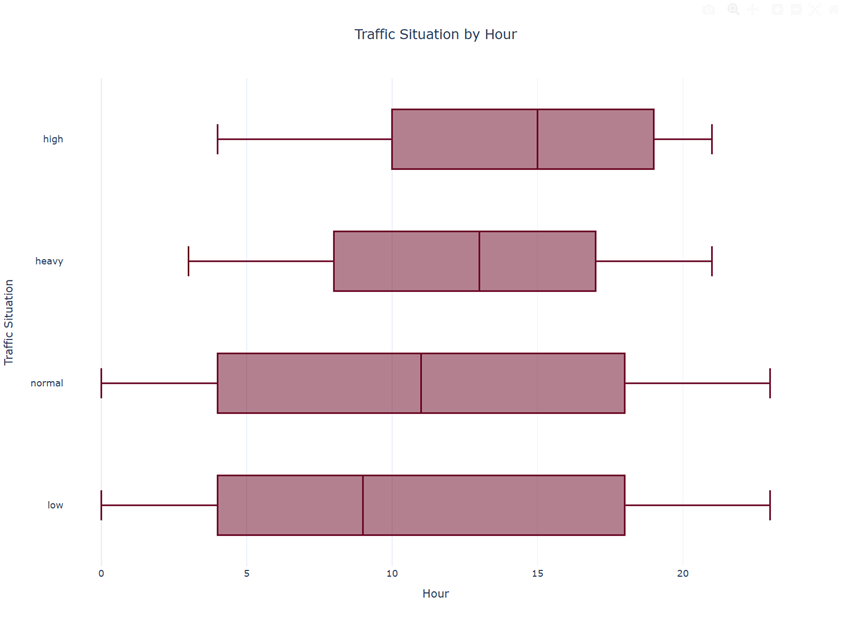 Traffic Situation by Hour
Traffic Situation
high
heavy
normal
low
0 5 10 15 20
Hour